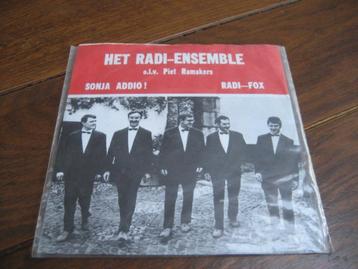 HET RADI-ENSEMBLE
o.l.v. Piet Ramakers
SONJA ADDIO! RADI-FOX